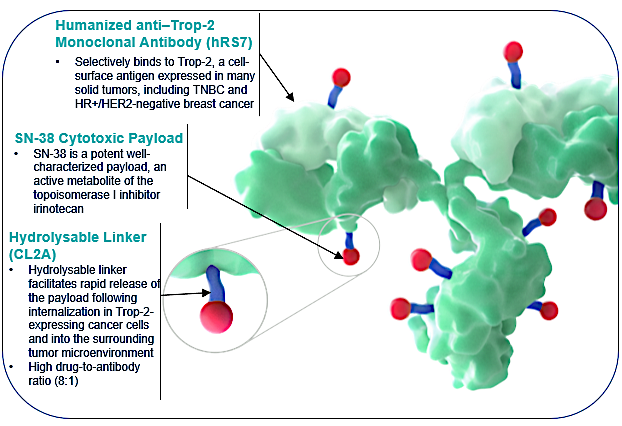 Humanized anti–Trop-2
Monoclonal Antibody (hRS7)
• Selectively binds to Trop-2, a cell-
surface antigen expressed in many
solid tumors, including TNBC and
HR+/HER2-negative breast cancer
SN-38 Cytotoxic Payload
• SN-38 is a potent well-
characterized payload, an
active metabolite of the
topoisomerase I inhibitor
irinotecan
Hydrolysable Linker
(CL2A)
• Hydrolysable linker
facilitates rapid release of
the payload following
internalization in Trop-2-
expressing cancer cells
and into the surrounding
tumor microenvironment
• High drug-to-antibody
ratio (8:1)